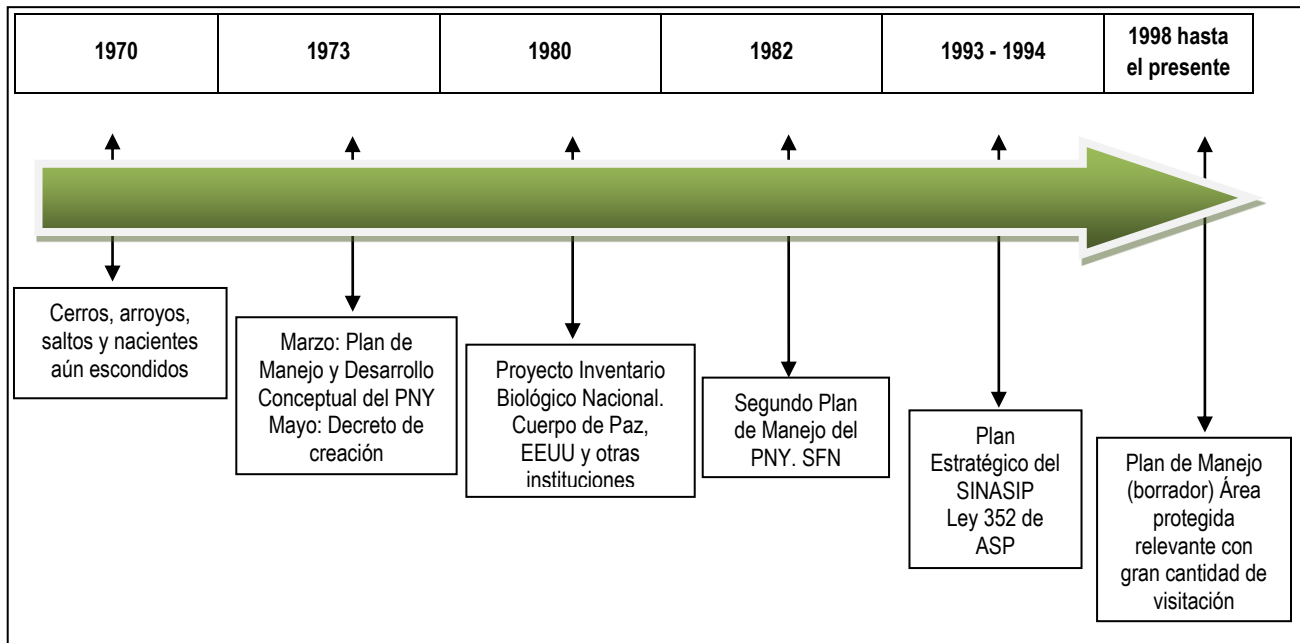 1970
1973
1980
1982
1993 - 1994
1998 hasta
el presente
Cerros, arroyos,
saltos y nacientes
aún escondidos
Marzo: Plan de
Manejo y Desarrollo
Conceptual del PNY
Mayo: Decreto de
creación
Proyecto Inventario
Biológico Nacional.
Cuerpo de Paz,
EEUU y otras
instituciones
Segundo Plan
de Manejo del
PNY. SFN
Plan
Estratégico del
SINASIP
Ley 352 de
ASP
Plan de Manejo
(borrador) Área
protegida
relevante con
gran cantidad de
visitación